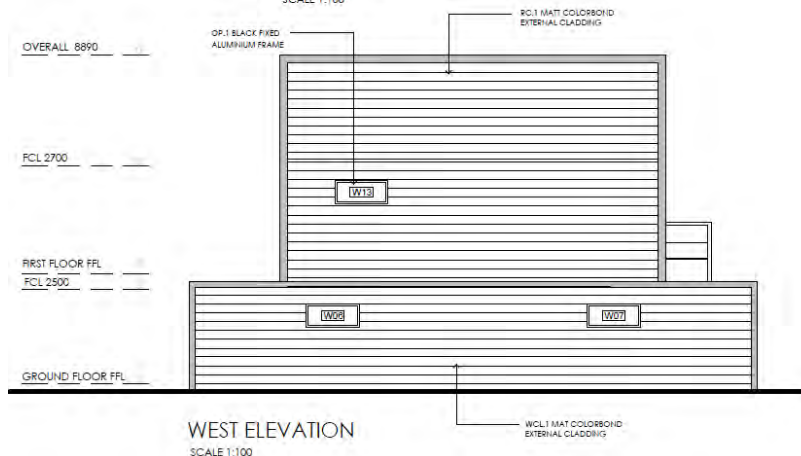 SCALE 1:100
RC.1 MATT COLORBOND
EXTERNAL CLADDING
OP.1 BLACK FIXED
ALUMINIUM FRAME
OVERALL 8890
FCL 2700
W13
FIRST FLOOR FFL
FCL 2500
W06
W07
GROUND FLOOR FFL
WEST ELEVATION
SCALE 1:100
WCL.1 MAT COLORBOND
EXTERNAL CLADDING